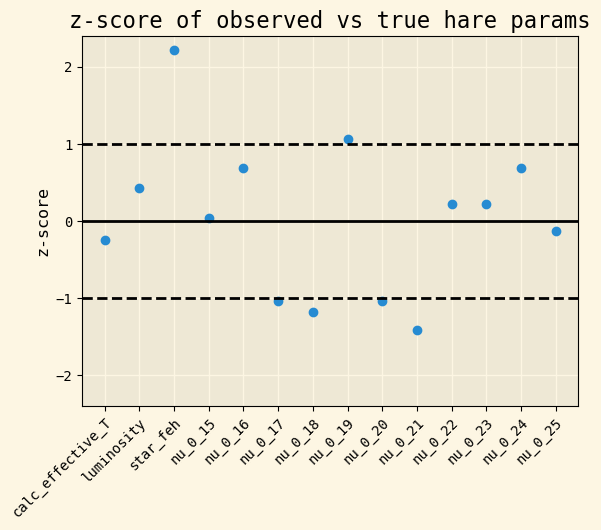 z-score of observed vs true hare params
z-score
2
1
0
−1
−2
calc_effective_T
luminosity
star_feh
nu_0_15
nu_0_16
nu_0_17
nu_0_18
nu_0_19
nu_0_20
nu_0_21
nu_0_22
nu_0_23
nu_0_24
nu_0_25